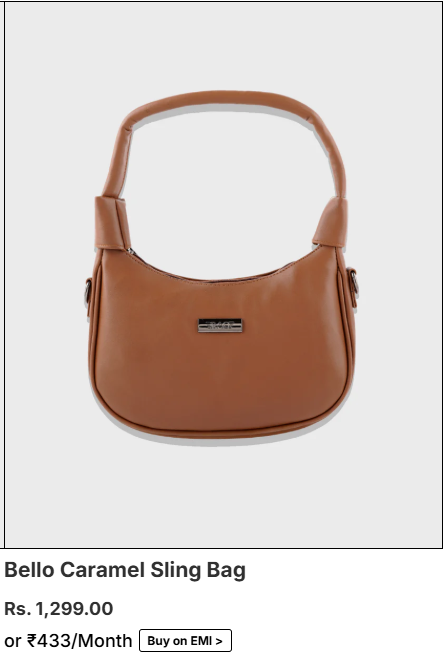 Bello Caramel Sling Bag
Rs. 1,299.00
or ₹433/Month Buy on EMI >